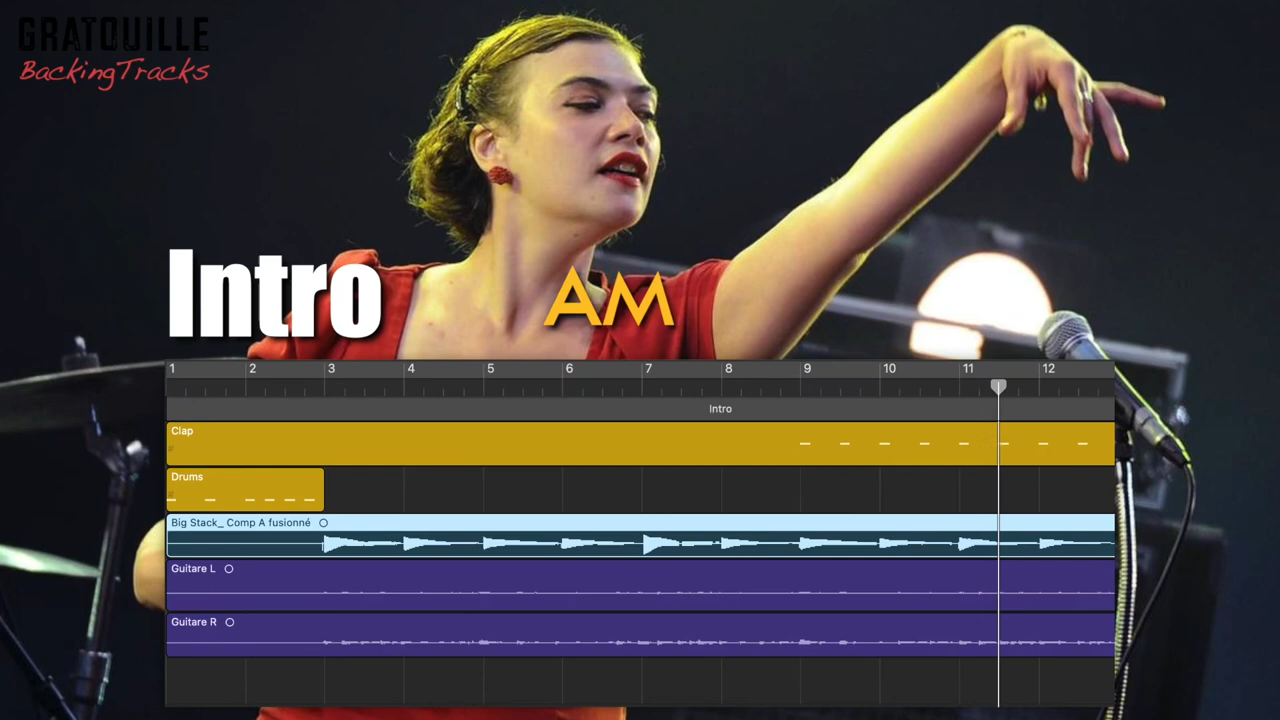 GRATOUILLE
BackingTracks
Intro AM
1 2 3 4 5 6 7 8 9 10 11 12
Intro
Clap
Drums
Big Stack_ Comp A fusionné
Guitare L
Guitare R